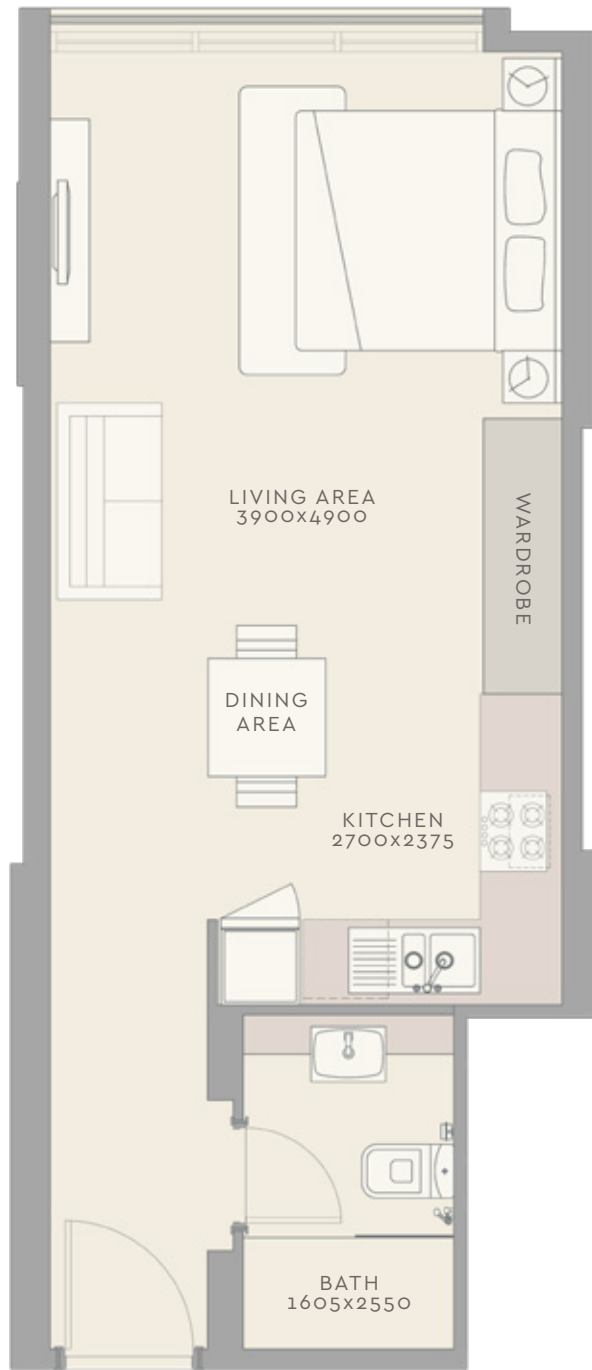 LIVING AREA
3900x4900
WARDROBE
DINING
AREA
KITCHEN
2700x2375
BATH
1605x2550